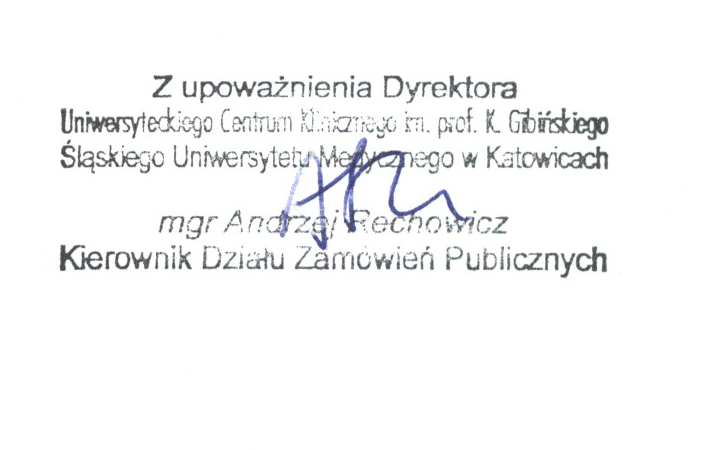 Z upoważnienia Dyrektora
Uniwersyteckiego Centrum Klinicznego im. prof. K. Gibińskiego
Śląskiego Uniwersytetu Medycznego w Katowicach
mgr Andrzej Rechowicz
Kierownik Działu Zamówień Publicznych